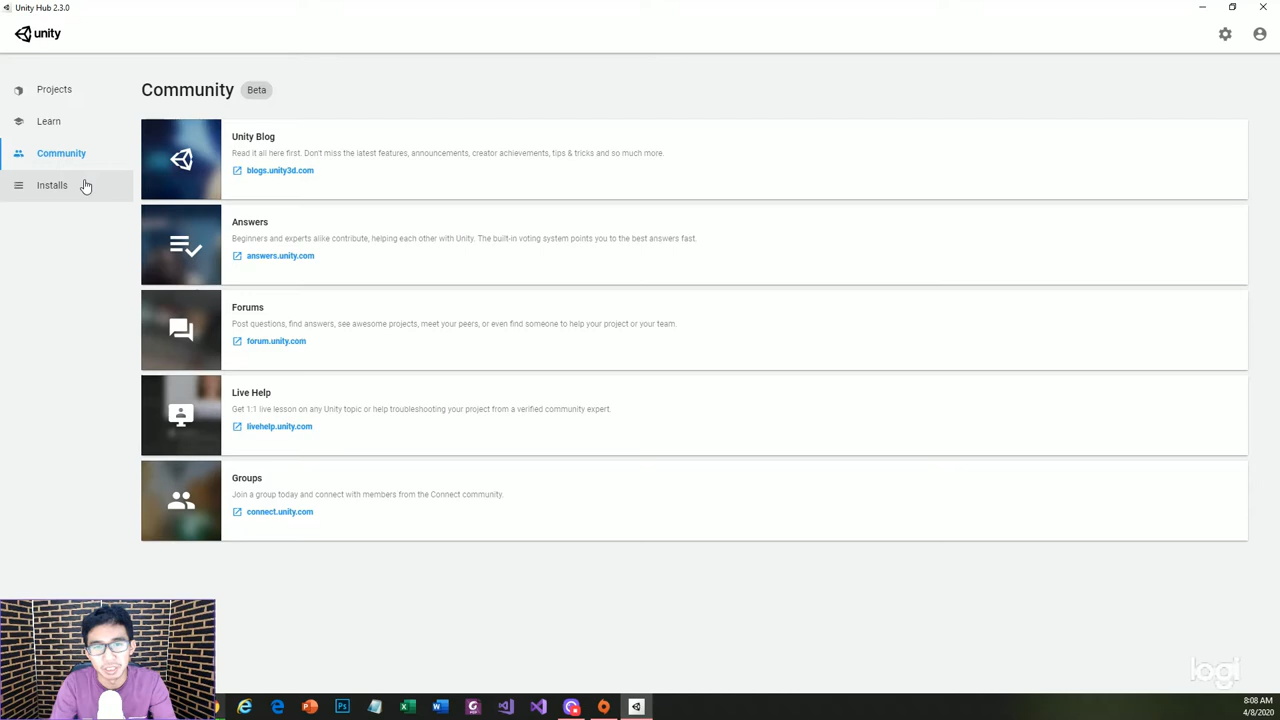 Unity Hub 2.3.0
unity
Projects
Learn
Community
Installs
Community Beta
Unity Blog
Read it all here first. Don't miss the latest features, announcements, creator achievements, tips & tricks and so much more.
blogs.unity3d.com
Answers
Beginners and experts alike contribute, helping each other with Unity. The built-in voting system points you to the best answers fast.
answers.unity.com
Forums
Post questions, find answers, see awesome projects, meet your peers, or even find someone to help your project or your team.
forum.unity.com
Live Help
Get 1:1 live lesson on any Unity topic or help troubleshooting your project from a verified community expert.
livehelp.unity.com
Groups
Join a group today and connect with members from the Connect community.
connect.unity.com
logi
8:08 AM
4/8/2020